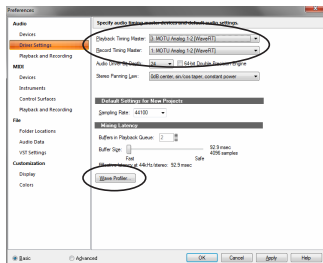 Preferences
Audio
Devices
Driver Settings
Playback and Recording
MIDI
Devices
Instruments
Control Surfaces
Playback and Recording
File
Folder Locations
Audio Data
VST Settings
Customization
Display
Colors
Basic
Advanced
Specify audio timing master devices and default audio settings.
Playback Timing Master:
MOTU Analog 1-2 [WaveRT]
Record Timing Master:
1: MOTU Analog 1-2 [WaveRT]
Audio Driver Bit Depth:
24
64-bit Double Precision Engine
Stereo Panning Law:
0dB center, sin/cos taper, constant power
Default Settings for New Projects
Sampling Rate:
44100
Mixing Latency
Buffers in Playback Queue:
2
Buffer Size:
92.9 msec
4096 samples
Fast
Safe
Effective latency at 44kHz/stereo: 92.9 msec
Wave Profiler...
OK
Cancel
Apply
Help